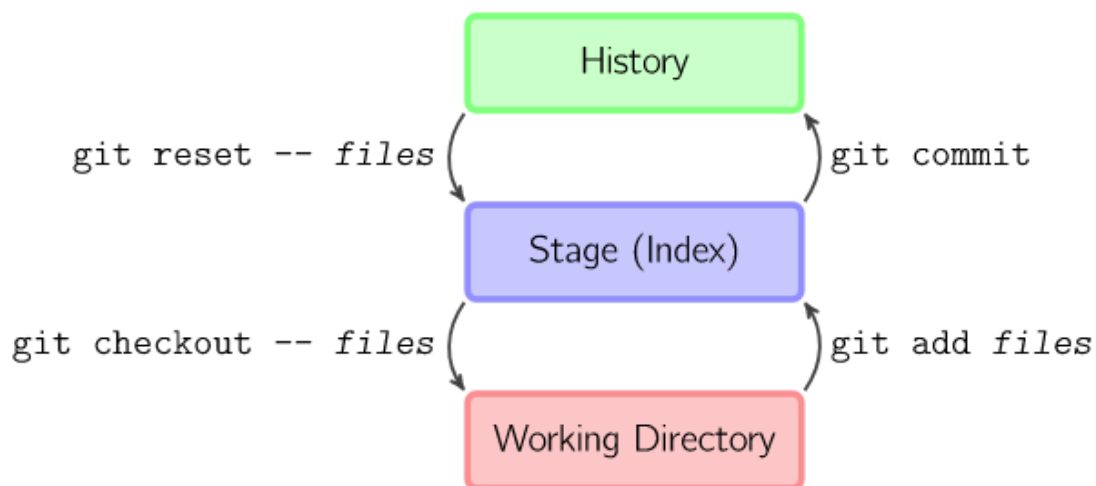 History
git reset -- files
git commit
Stage (Index)
git checkout -- files
git add files
Working Directory